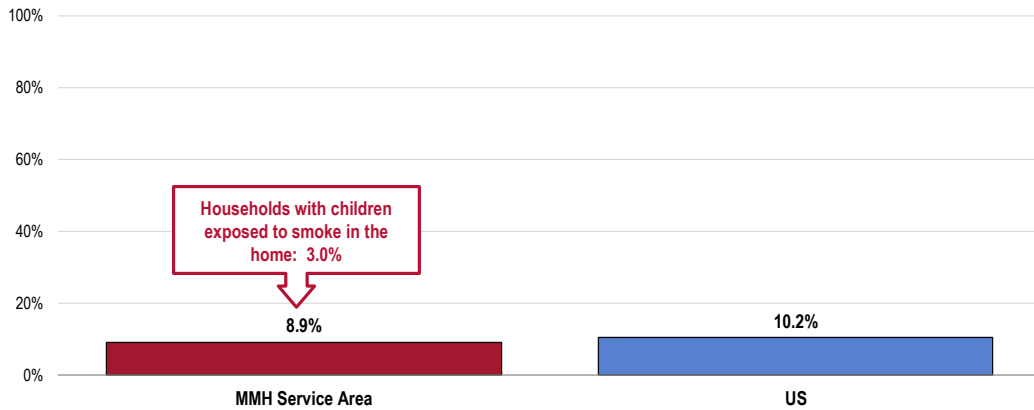 100%
80%
60%
40%
20%
0%
Households with children
exposed to smoke in the
home: 3.0%
8.9%
10.2%
MMH Service Area
US